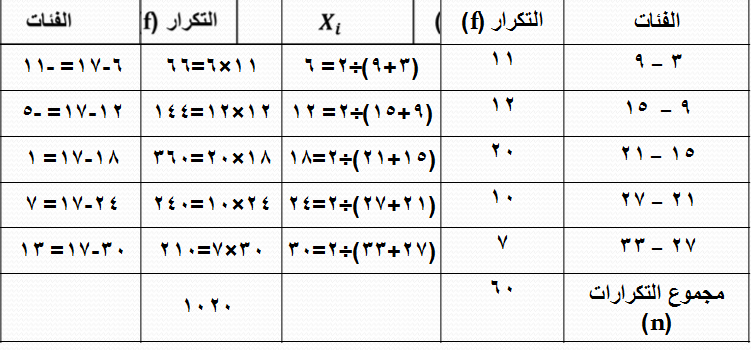 الفئات التكرار (f) Xᵢ التكرار (f الفئات
٣ – ٩ ١١ (٣+٩)÷٢= ٦ ١١×٦=٦٦ ٦-١٧= -١١
٩ – ١٥ ١٢ (٩+١٥)÷٢= ١٢ ١٢×١٢=١٤٤ ١٢-١٧= -٥
١٥ – ٢١ ٢٠ (١٥+٢١)÷٢=١٨ ١٨×٢٠=٣٦٠ ١٨-١٧= ١
٢١ – ٢٧ ١٠ (٢١+٢٧)÷٢=٢٤ ٢٤×١٠=٢٤٠ ٢٤-١٧= ٧
٢٧ – ٣٣ ٧ (٢٧+٣٣)÷٢=٣٠ ٣٠×٧=٢١٠ ٣٠-١٧= ١٣
مجموع التكرارات ٦٠ ١٠٢٠
(n)